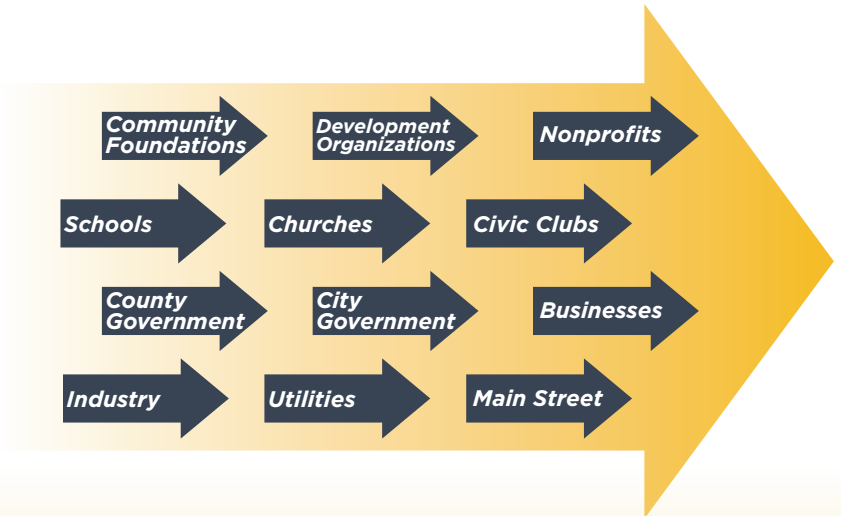 Community
Foundations
Development
Organizations
Nonprofits
Schools
Churches
Civic Clubs
County
Government
City
Government
Businesses
Industry
Utilities
Main Street